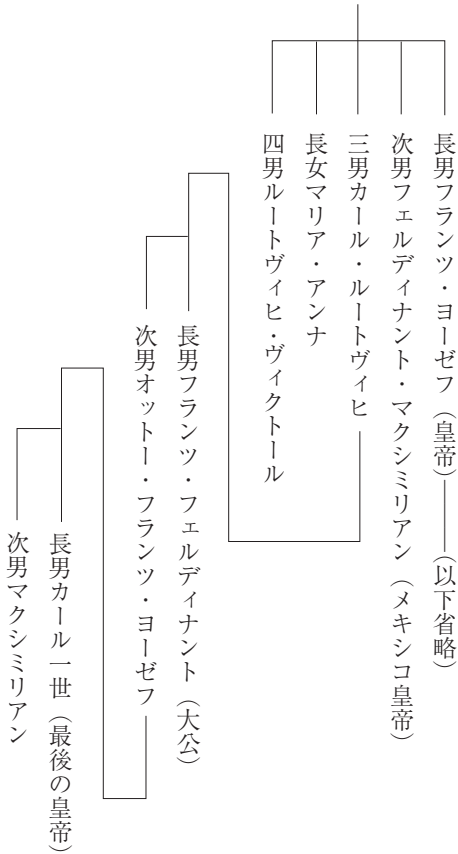 長男フランツ・ヨーゼフ（皇帝）――（以下省略）
次男フェルディナント・マクシミリアン（メキシコ皇帝）
三男カール・ルートヴィヒ
長女マリア・アンナ
四男ルートヴィヒ・ヴィクトール
長男フランツ・フェルディナント（大公）
次男オットー・フランツ・ヨーゼフ
長男カール一世（最後の皇帝）
次男マクシミリアン